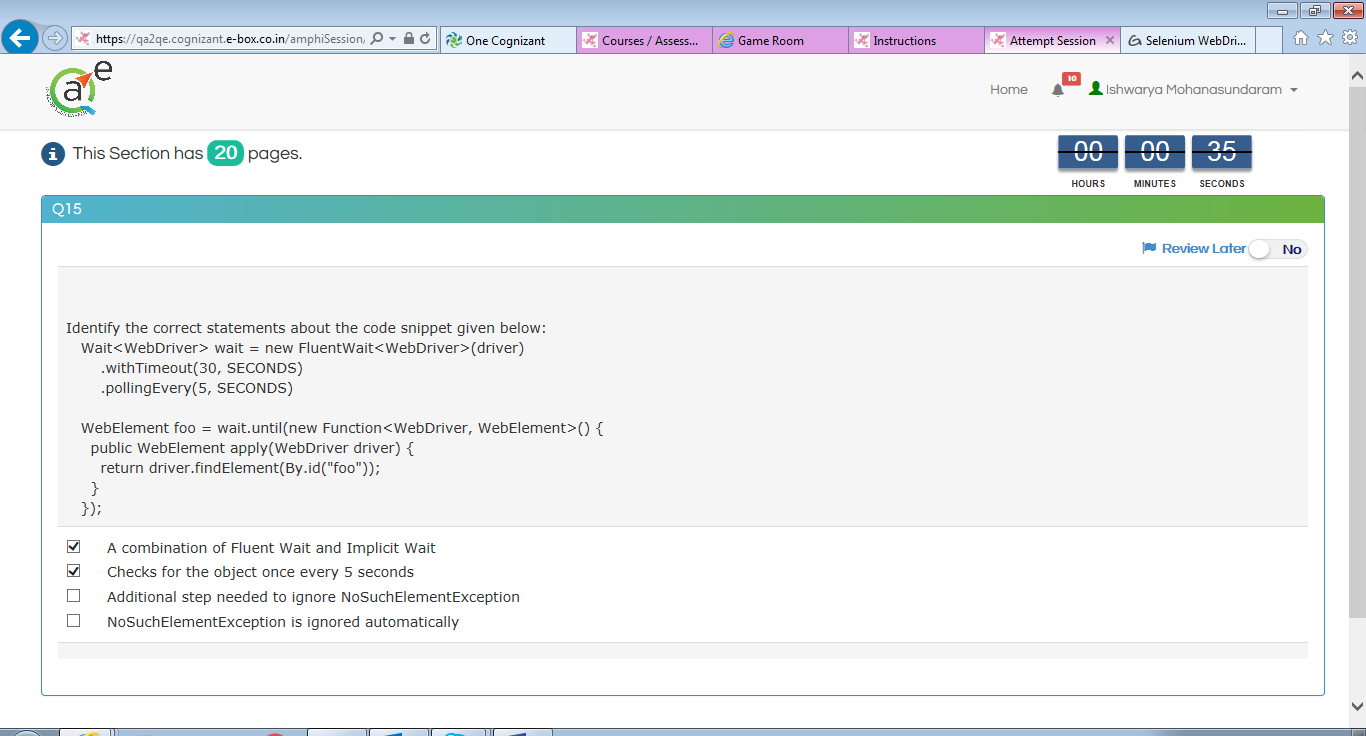 https://qa2qe.cognizant.e-box.co.in/amphiSession/
One Cognizant
Courses / Assess...
Game Room
Instructions
Attempt Session
Selenium WebDri...
a e
Home
10
Ishwarya Mohanasundaram
This Section has 20 pages.
00 00 35
HOURS MINUTES SECONDS
Q15
Review Later No
Identify the correct statements about the code snippet given below:
Wait<WebDriver> wait = new FluentWait<WebDriver>(driver)
.withTimeout(30, SECONDS)
.pollingEvery(5, SECONDS)
WebElement foo = wait.until(new Function<WebDriver, WebElement>() {
public WebElement apply(WebDriver driver) {
return driver.findElement(By.id("foo"));
}
});
A combination of Fluent Wait and Implicit Wait
Checks for the object once every 5 seconds
Additional step needed to ignore NoSuchElementException
NoSuchElementException is ignored automatically